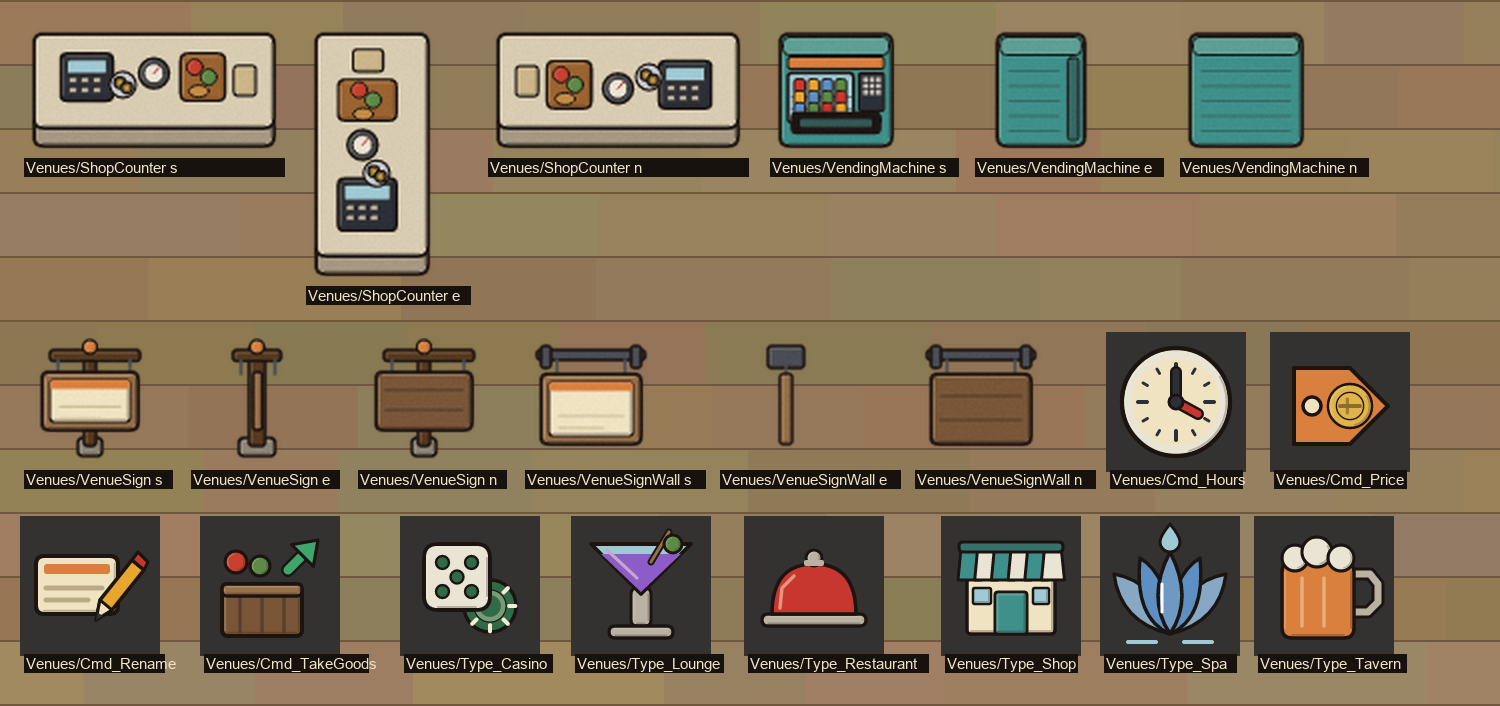 Venues/ShopCounter s
Venues/ShopCounter n
Venues/VendingMachine s
Venues/VendingMachine e
Venues/VendingMachine n
Venues/ShopCounter e
Venues/VenueSign s
Venues/VenueSign e
Venues/VenueSign n
Venues/VenueSignWall s
Venues/VenueSignWall e
Venues/VenueSignWall n
Venues/Cmd_Hours
Venues/Cmd_Price
Venues/Cmd_Rename
Venues/Cmd_TakeGoods
Venues/Type_Casino
Venues/Type_Lounge
Venues/Type_Restaurant
Venues/Type_Shop
Venues/Type_Spa
Venues/Type_Tavern